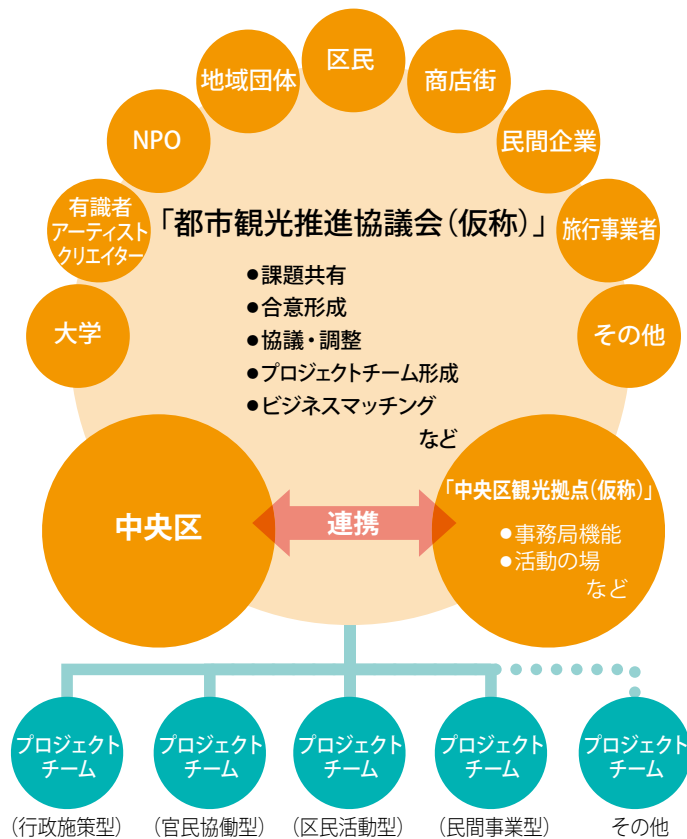 区民
地域団体
商店街
NPO
民間企業
有識者
アーティスト
クリエイター
「都市観光推進協議会(仮称)」
旅行事業者
●課題共有
●合意形成
●協議・調整
●プロジェクトチーム形成
●ビジネスマッチング
など
大学
その他
中央区
連携
「中央区観光拠点(仮称)」
●事務局機能
●活動の場
など
プロジェクト
チーム
(行政施策型)
プロジェクト
チーム
(官民協働型)
プロジェクト
チーム
(区民活動型)
プロジェクト
チーム
(民間事業型)
プロジェクト
チーム
その他